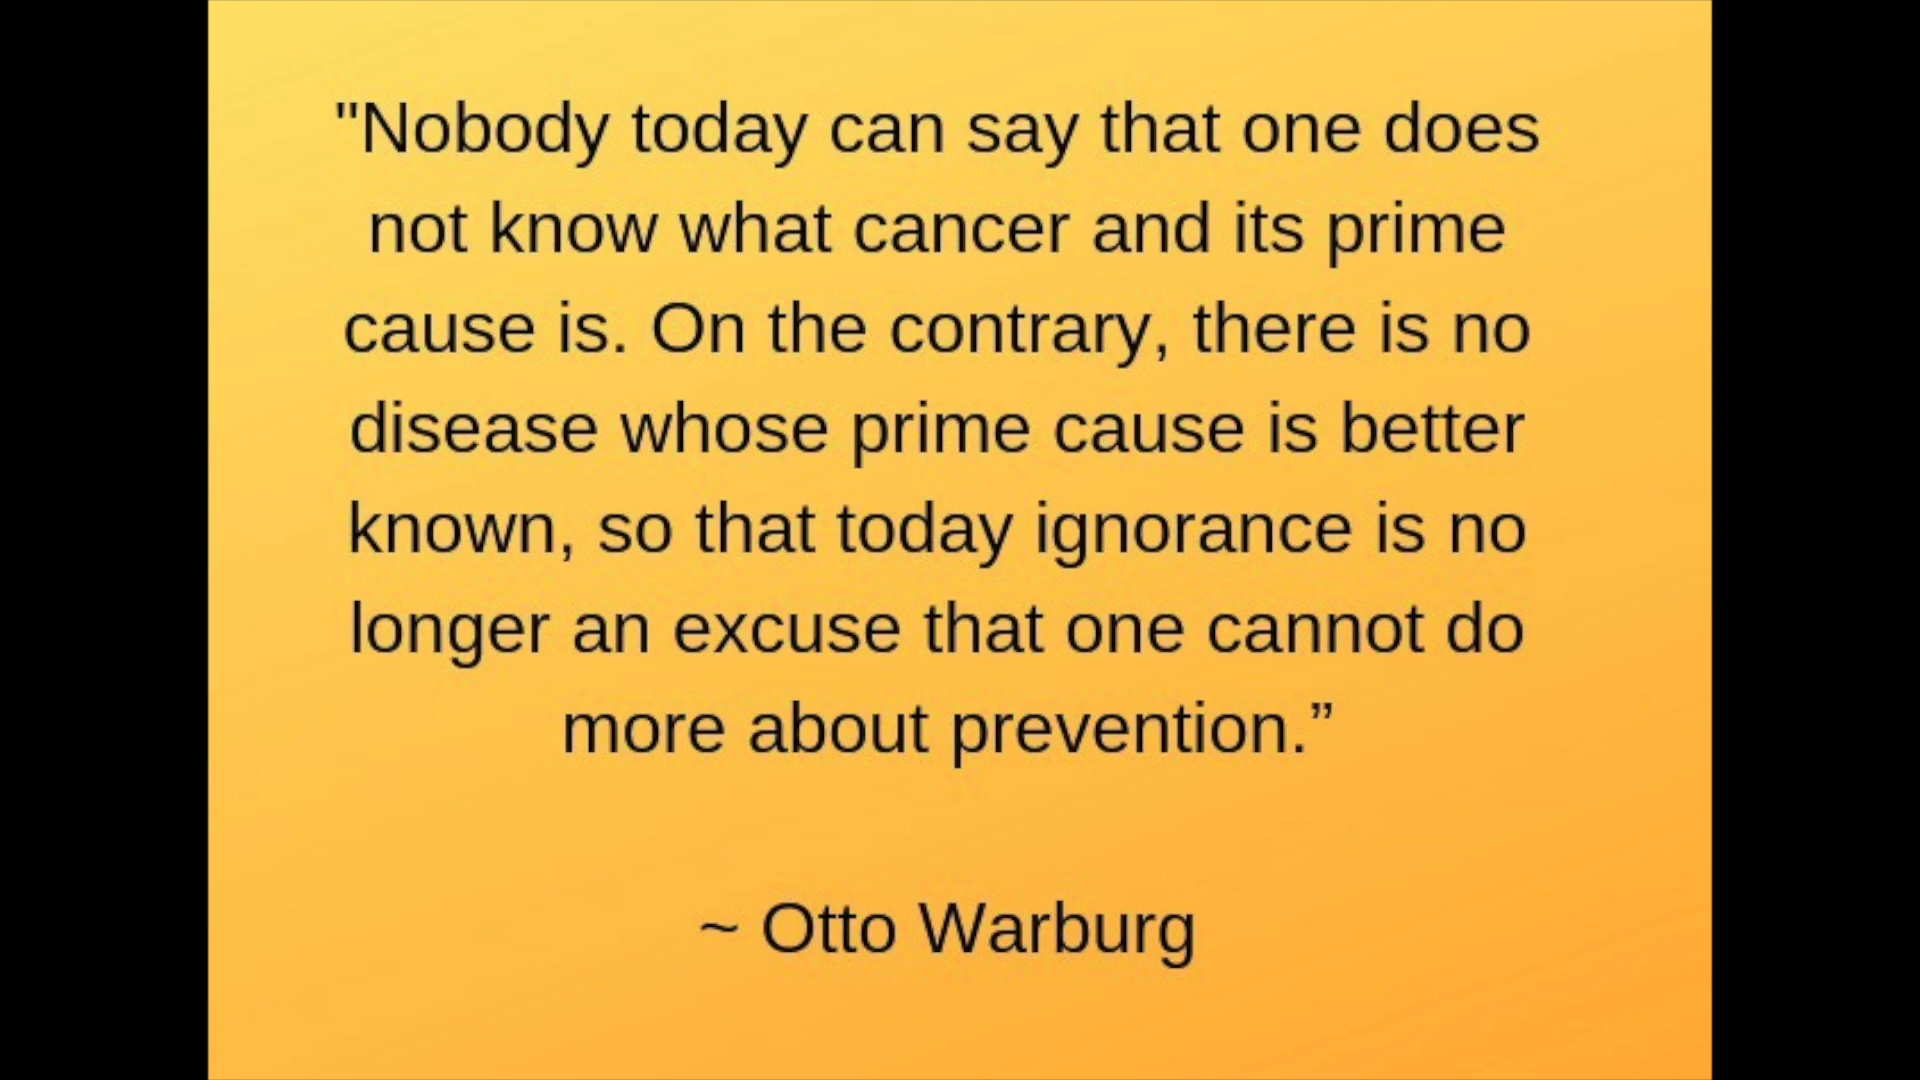 "Nobody today can say that one does
not know what cancer and its prime
cause is. On the contrary, there is no
disease whose prime cause is better
known, so that today ignorance is no
longer an excuse that one cannot do
more about prevention.”
~ Otto Warburg